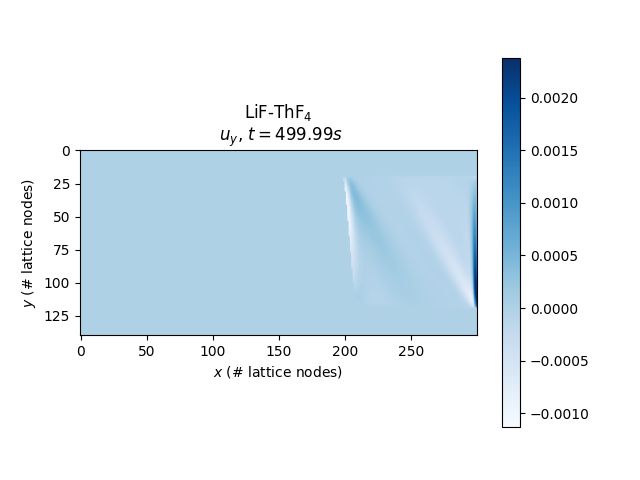 LiF-ThF₄
u_y, t = 499.99s
0
25
50
75
100
125
y (# lattice nodes)
0 50 100 150 200 250
x (# lattice nodes)
0.0020
0.0015
0.0010
0.0005
0.0000
−0.0005
−0.0010